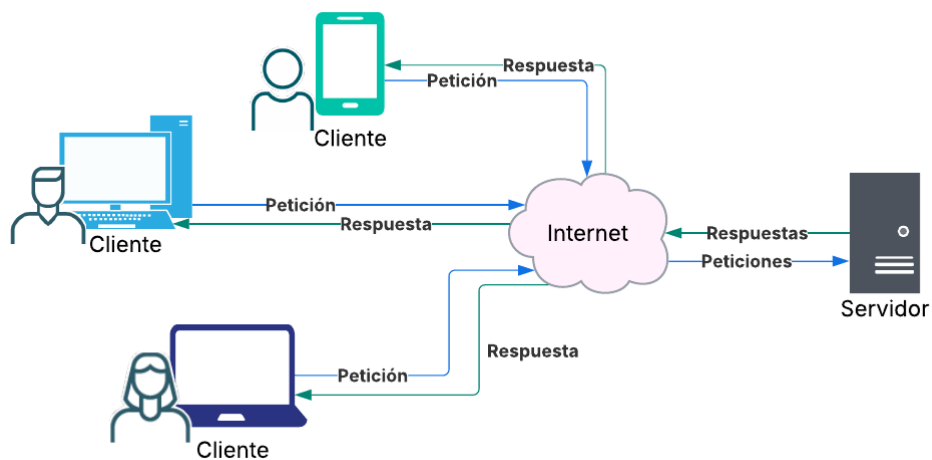 Respuesta
Petición
Cliente
Petición
Respuesta
Cliente
Internet
Respuestas
Peticiones
Servidor
Respuesta
Petición
Cliente